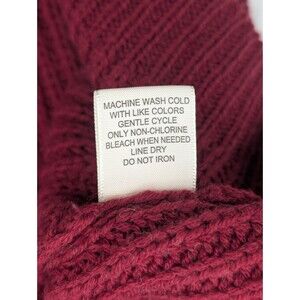 MACHINE WASH COLD
WITH LIKE COLORS
GENTLE CYCLE
ONLY NON-CHLORINE
BLEACH WHEN NEEDED
LINE DRY
DO NOT IRON